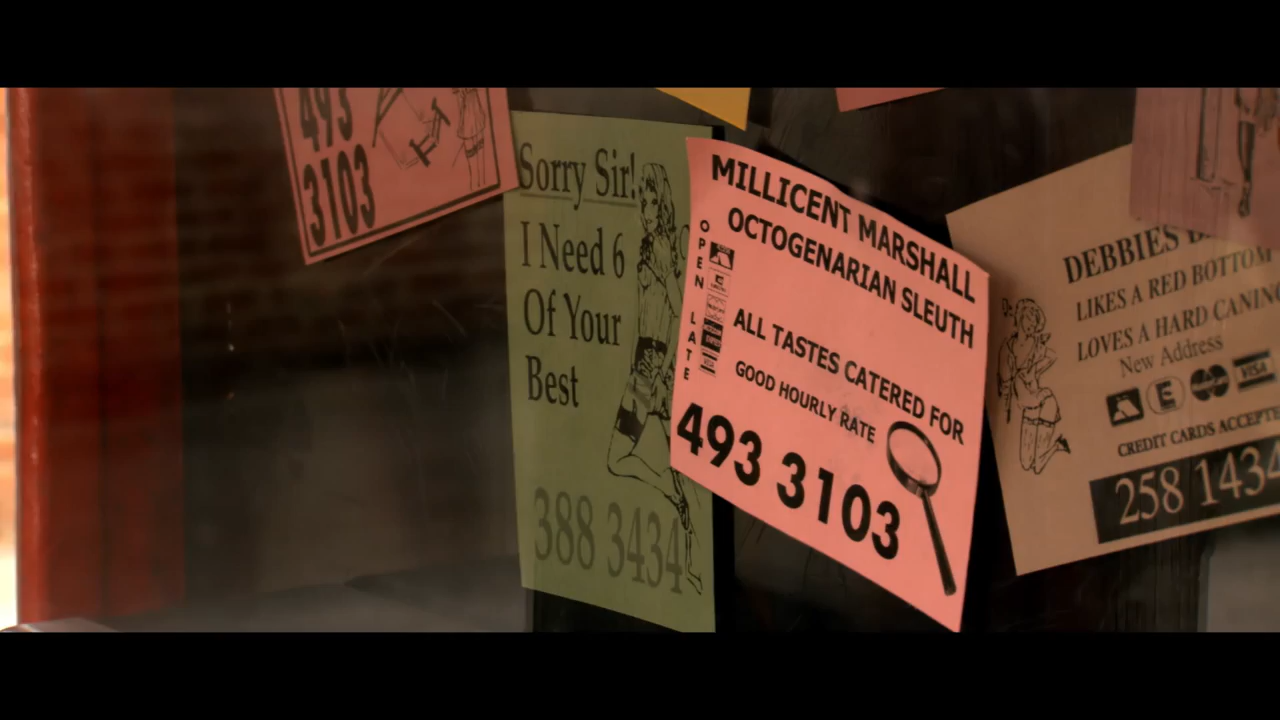 493
3103
Sorry Sir!
I Need 6
Of Your
Best
388 3434
MILLICENT MARSHALL
OCTOGENARIAN SLEUTH
OPEN LATE
ALL TASTES CATERED FOR
GOOD HOURLY RATE
493 3103
DEBBIES
LIKES A RED BOTTOM
LOVES A HARD CANING
New Address
VISA
CREDIT CARDS ACCEPTE
258 1434